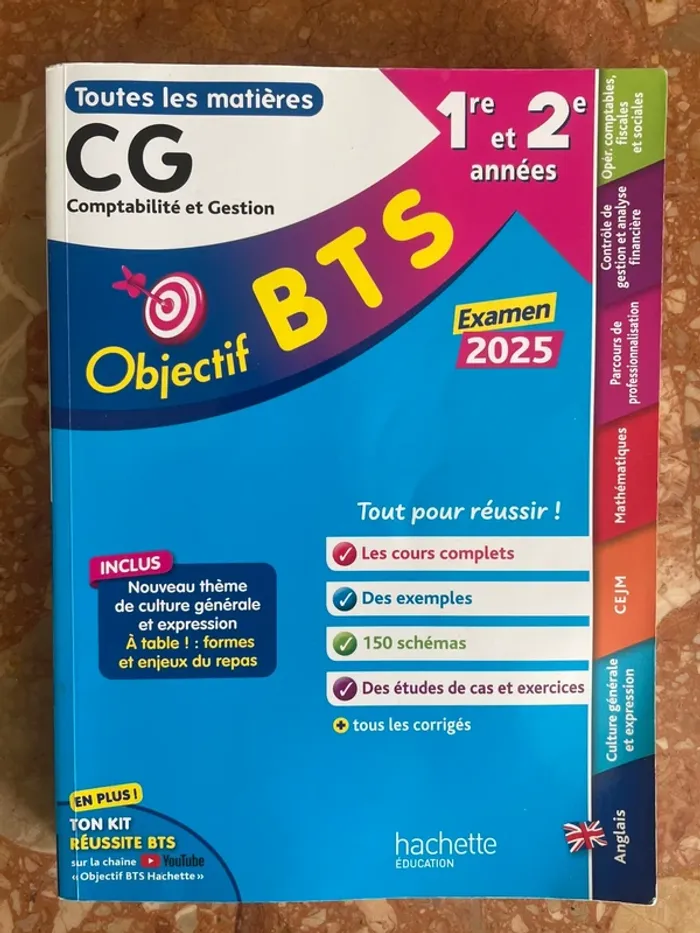 Toutes les matières
CG
Comptabilité et Gestion
1re et 2e
années
Objectif BTS
Examen
2025
Tout pour réussir !
Les cours complets
Des exemples
150 schémas
Des études de cas et exercices
+ tous les corrigés
INCLUS
Nouveau thème
de culture générale
et expression
À table ! : formes
et enjeux du repas
EN PLUS !
TON KIT
RÉUSSITE BTS
sur la chaîne YouTube
« Objectif BTS Hachette »
hachette
ÉDUCATION
Opér. comptables,
fiscales
et sociales
Contrôle de
gestion et analyse
financière
Parcours de
professionnalisation
Mathématiques
CEJM
Culture générale
et expression
Anglais